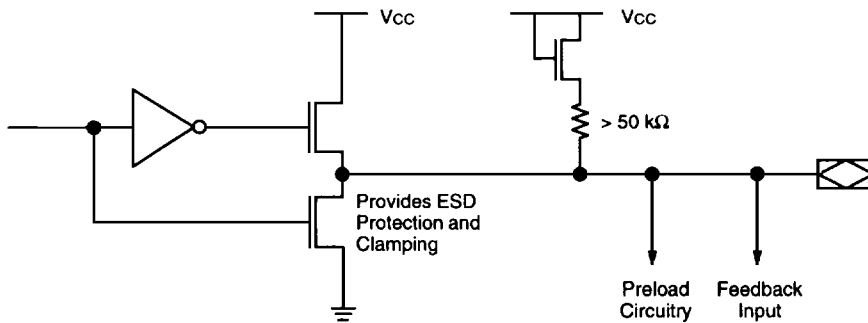 Vcc
Vcc
> 50 kΩ
Provides ESD
Protection and
Clamping
Preload
Circuitry
Feedback
Input